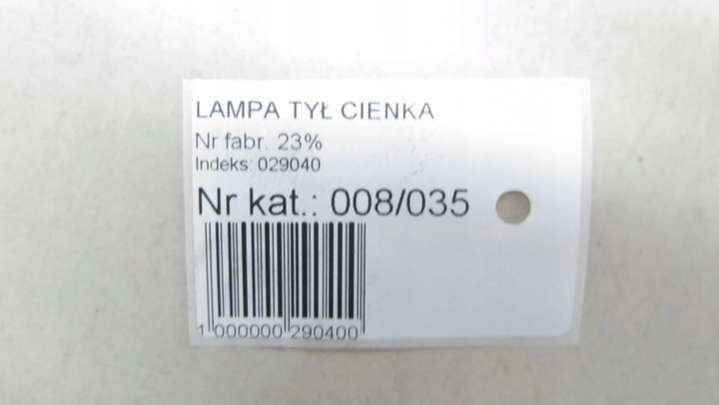 LAMPA TYŁ CIENKA
Nr fabr. 23%
Indeks: 029040
Nr kat.: 008/035
1 000000 290400